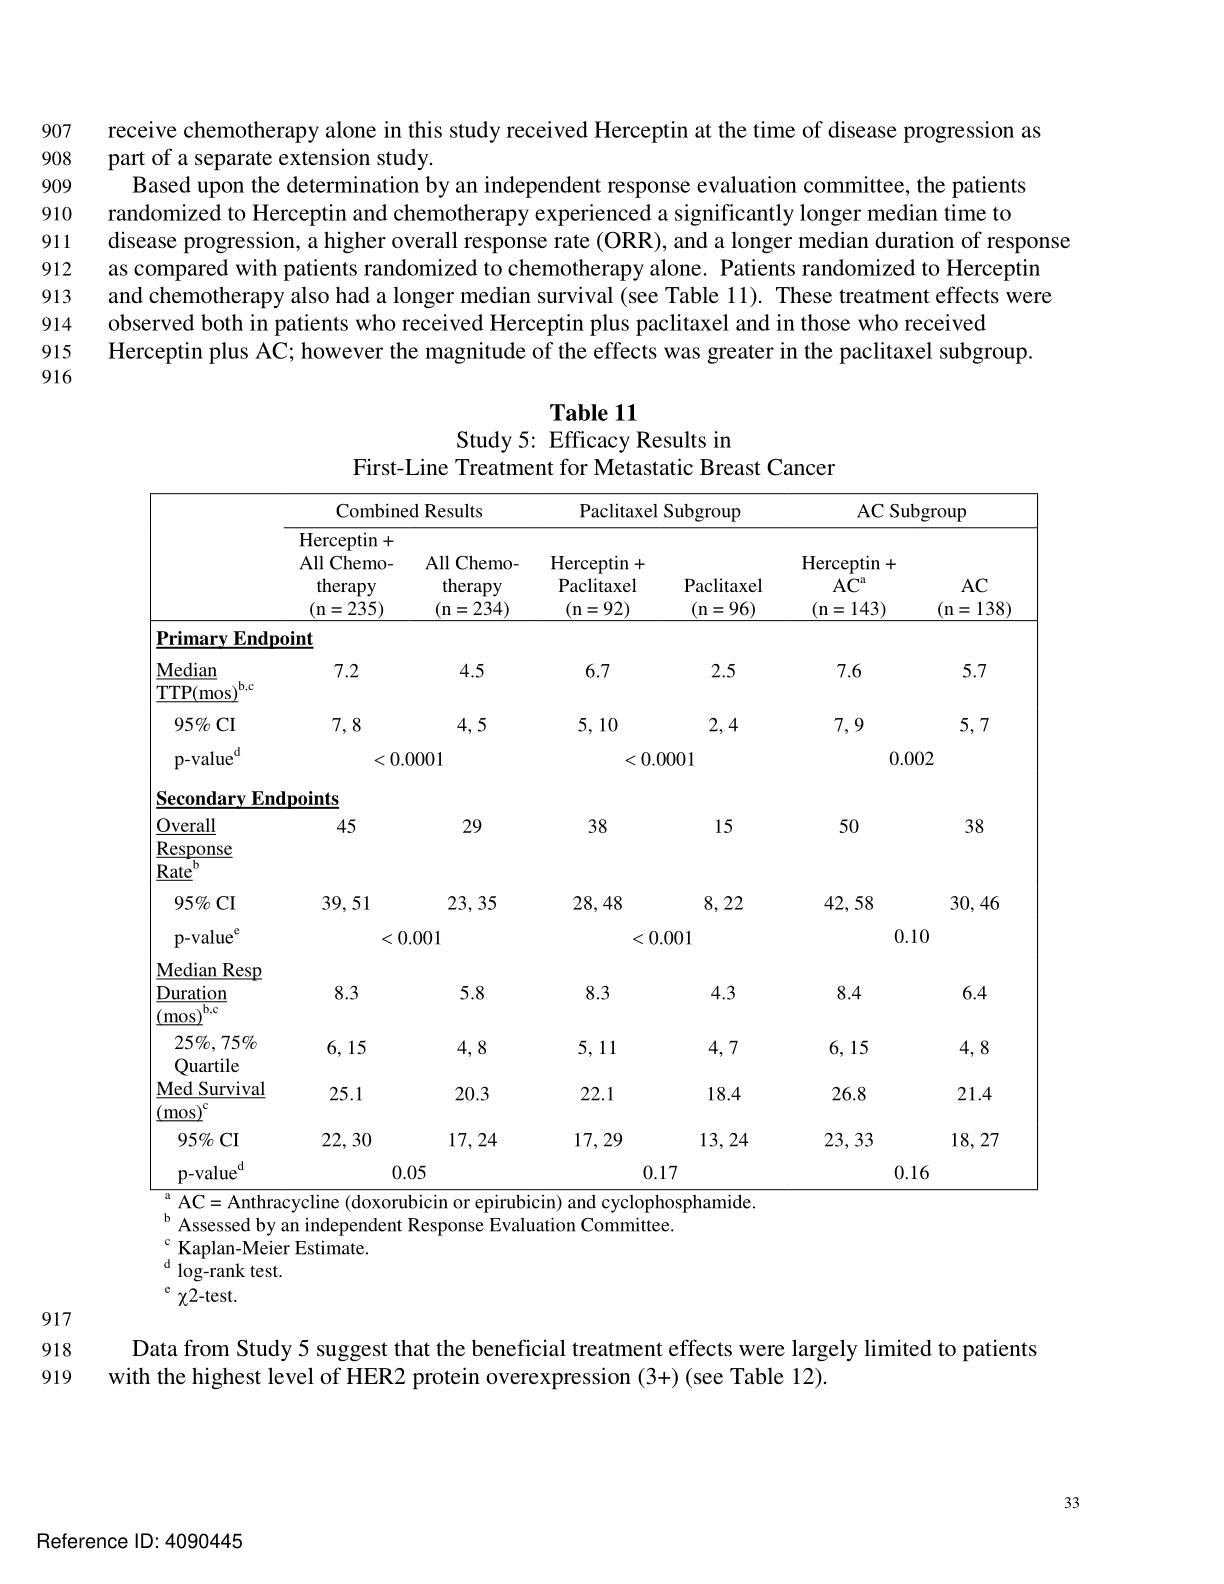 907 receive chemotherapy alone in this study received Herceptin at the time of disease progression as
908 part of a separate extension study.
909 Based upon the determination by an independent response evaluation committee, the patients
910 randomized to Herceptin and chemotherapy experienced a significantly longer median time to
911 disease progression, a higher overall response rate (ORR), and a longer median duration of response
912 as compared with patients randomized to chemotherapy alone. Patients randomized to Herceptin
913 and chemotherapy also had a longer median survival (see Table 11). These treatment effects were
914 observed both in patients who received Herceptin plus paclitaxel and in those who received
915 Herceptin plus AC; however the magnitude of the effects was greater in the paclitaxel subgroup.
916
Table 11
Study 5: Efficacy Results in
First-Line Treatment for Metastatic Breast Cancer
Combined Results Paclitaxel Subgroup AC Subgroup
Herceptin +
All Chemo- All Chemo- Herceptin + Herceptin +
therapy therapy Paclitaxel Paclitaxel ACᵃ AC
(n = 235) (n = 234) (n = 92) (n = 96) (n = 143) (n = 138)
Primary Endpoint
Median 7.2 4.5 6.7 2.5 7.6 5.7
TTP(mos)ᵇ,ᶜ
95% CI 7, 8 4, 5 5, 10 2, 4 7, 9 5, 7
p-valueᵈ < 0.0001 < 0.0001 0.002
Secondary Endpoints
Overall 45 29 38 15 50 38
Response
Rateᵇ
95% CI 39, 51 23, 35 28, 48 8, 22 42, 58 30, 46
p-valueᵉ < 0.001 < 0.001 0.10
Median Resp
Duration 8.3 5.8 8.3 4.3 8.4 6.4
(mos)ᵇ,ᶜ
25%, 75% 6, 15 4, 8 5, 11 4, 7 6, 15 4, 8
Quartile
Med Survival 25.1 20.3 22.1 18.4 26.8 21.4
(mos)ᶜ
95% CI 22, 30 17, 24 17, 29 13, 24 23, 33 18, 27
p-valueᵈ 0.05 0.17 0.16
ᵃ AC = Anthracycline (doxorubicin or epirubicin) and cyclophosphamide.
ᵇ Assessed by an independent Response Evaluation Committee.
ᶜ Kaplan-Meier Estimate.
ᵈ log-rank test.
ᵉ χ2-test.
917
918 Data from Study 5 suggest that the beneficial treatment effects were largely limited to patients
919 with the highest level of HER2 protein overexpression (3+) (see Table 12).
33
Reference ID: 4090445